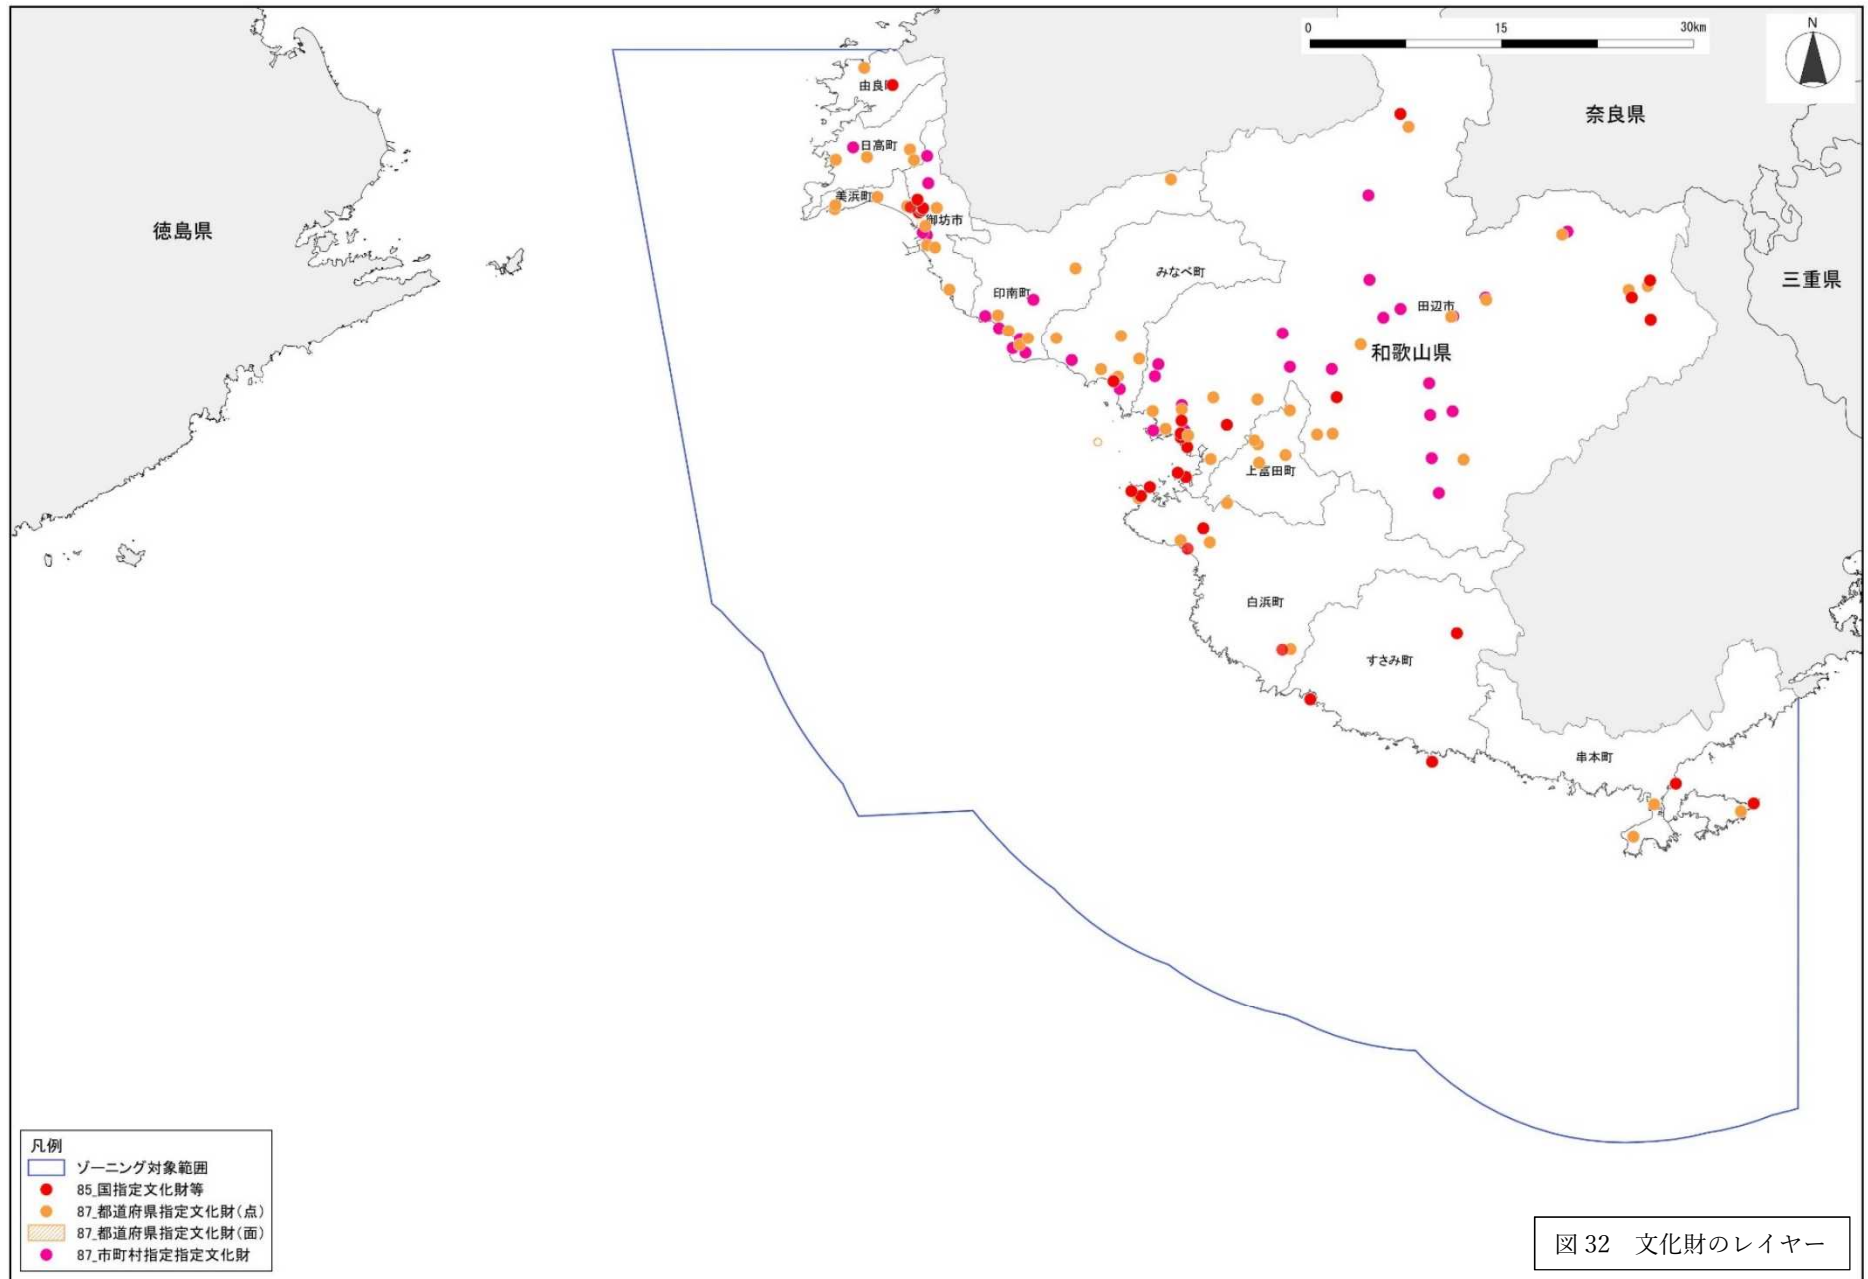 0 15 30km
N
奈良県
由良町
日高町
美浜町
御坊市
徳島県
みなべ町
印南町
三重県
田辺市
和歌山県
上富田町
白浜町
すさみ町
串本町
凡例
ゾーニング対象範囲
85_国指定文化財等
87_都道府県指定文化財(点)
87_都道府県指定文化財(面)
87_市町村指定指定文化財
図 32 文化財のレイヤー